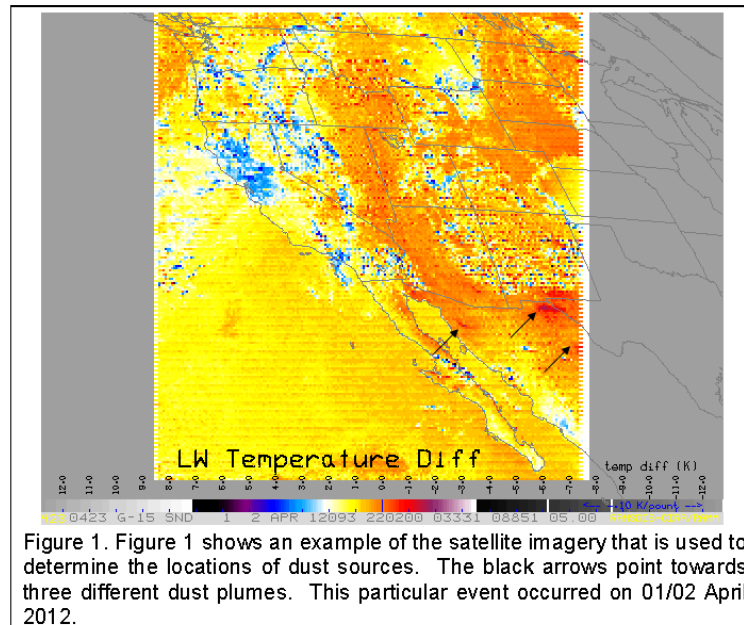 LW Temperature Diff
temp diff (K)
12.0 11.0 10.0 9.0 8.0 7.0 6.0 5.0 4.0 3.0 2.0 1.0 0.0 -1.0 -2.0 -3.0 -4.0 -5.0 -6.0 -7.0 -8.0 -9.0 -10.0 -11.0 -12.0
<-- .10 K/count -->
0423 G-15 SND 1 2 APR 12093 220200 03331 08851 05.00
Figure 1. Figure 1 shows an example of the satellite imagery that is used to
determine the locations of dust sources. The black arrows point towards
three different dust plumes. This particular event occurred on 01/02 April
2012.